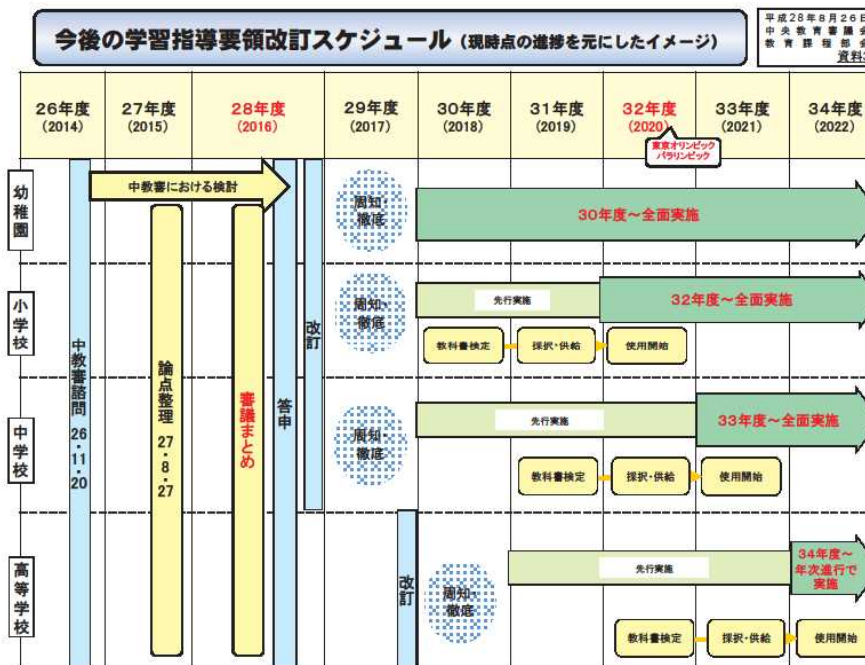 今後の学習指導要領改訂スケジュール（現時点の進捗を元にしたイメージ）
平成28年8月26日
中央教育審議会
教育課程部会
資料
26年度
(2014)
27年度
(2015)
28年度
(2016)
29年度
(2017)
30年度
(2018)
31年度
(2019)
32年度
(2020)
33年度
(2021)
34年度
(2022)
東京オリンピック
パラリンピック
幼稚園
中教審における検討
周知・
徹底
30年度～全面実施
小学校
周知・
徹底
先行実施
32年度～全面実施
教科書検定
採択・供給
使用開始
中教審諮問 26・11・20
論点整理 27・8・27
審議まとめ
答申
改訂
中学校
周知・
徹底
先行実施
33年度～全面実施
教科書検定
採択・供給
使用開始
高等学校
改訂
周知・
徹底
先行実施
34年度～
年次進行で
実施
教科書検定
採択・供給
使用開始